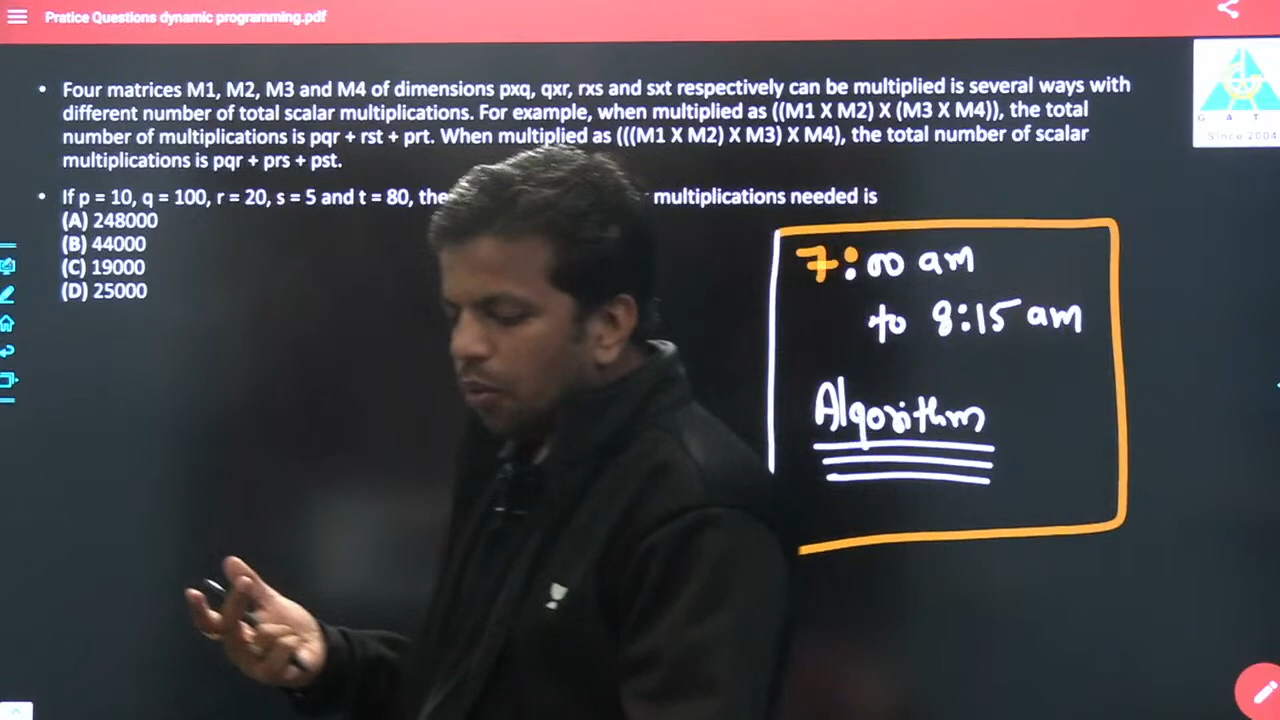 Pratice Questions dynamic programming.pdf
• Four matrices M1, M2, M3 and M4 of dimensions pxq, qxr, rxs and sxt respectively can be multiplied is several ways with
different number of total scalar multiplications. For example, when multiplied as ((M1 X M2) X (M3 X M4)), the total
number of multiplications is pqr + rst + prt. When multiplied as (((M1 X M2) X M3) X M4), the total number of scalar
multiplications is pqr + prs + pst.
• If p = 10, q = 100, r = 20, s = 5 and t = 80, the multiplications needed is
(A) 248000
(B) 44000
(C) 19000
(D) 25000
7:00 am
to 8:15 am
Algorithm
G A T
Since 2004